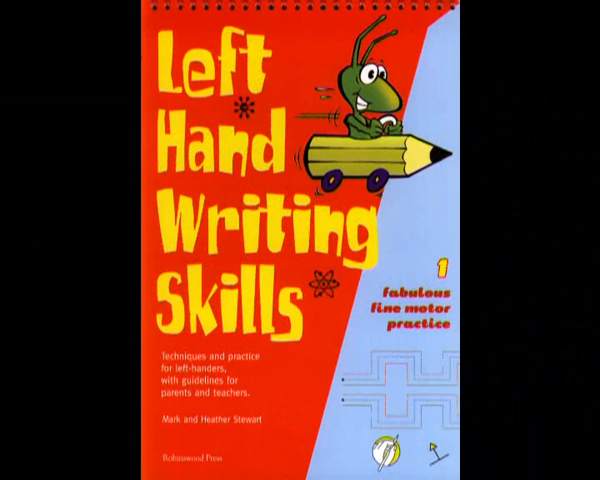 Left
Hand
Writing
Skills
1
fabulous
fine motor
practice
Techniques and practice
for left-handers,
with guidelines for
parents and teachers.
Mark and Heather Stewart
Robinswood Press